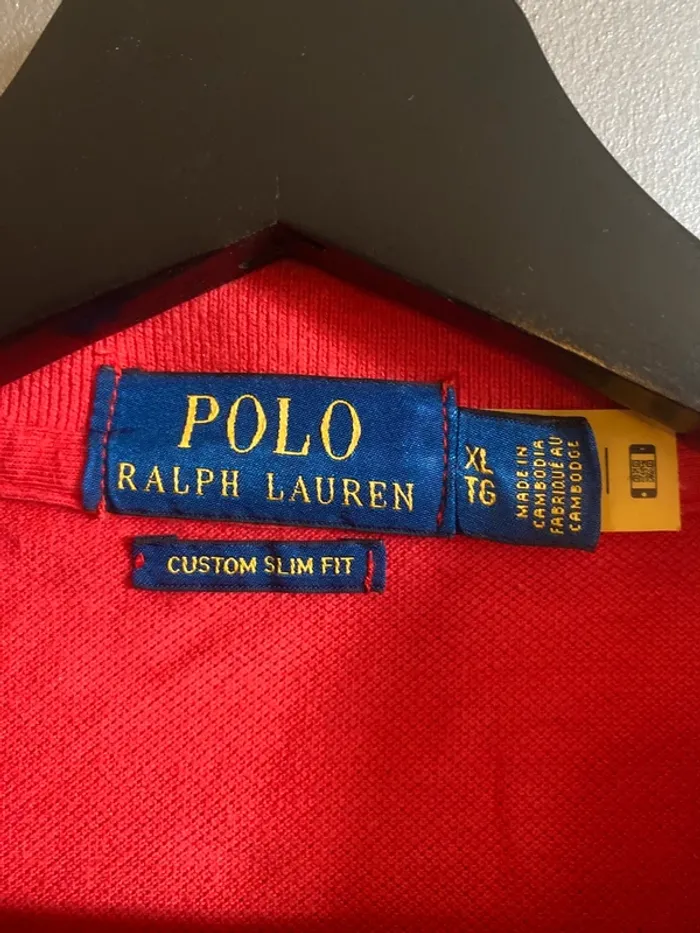 POLO
RALPH LAUREN
XL
TG
MADE IN
CAMBODIA
FABRIQUÉ AU
CAMBODGE
CUSTOM SLIM FIT